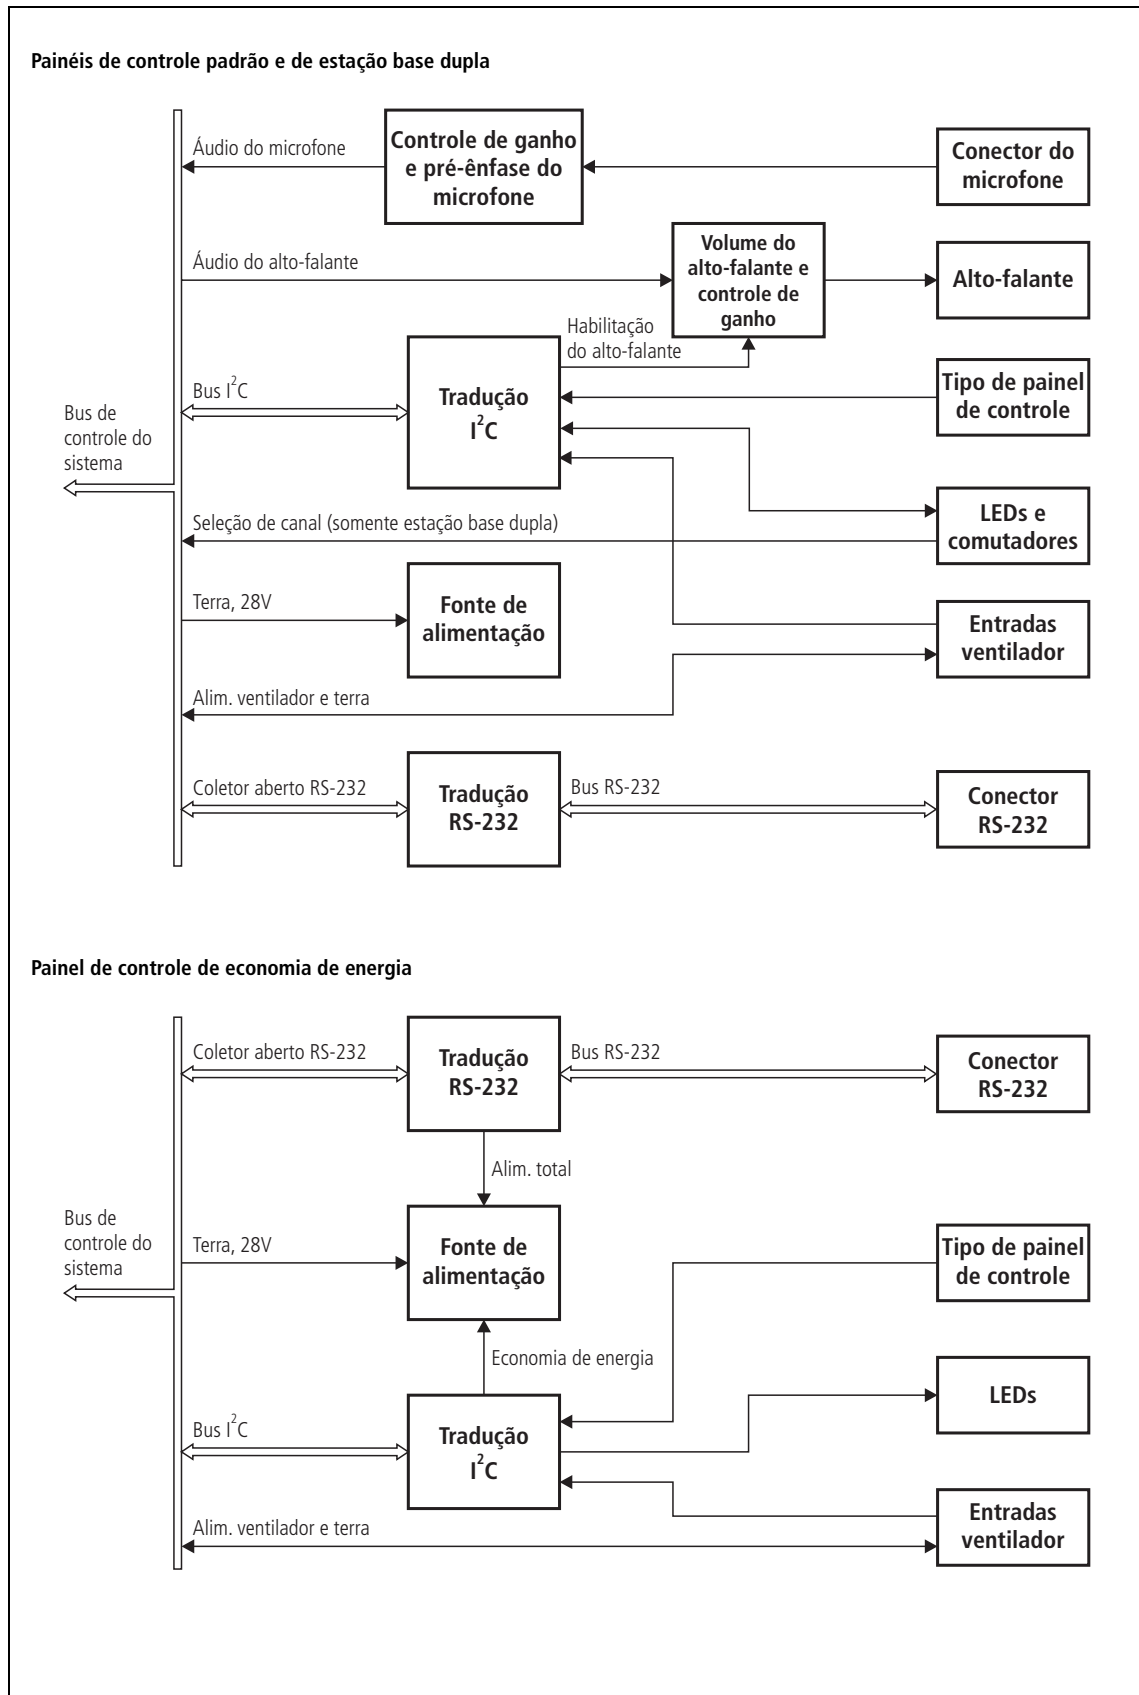 Painéis de controle padrão e de estação base dupla
Áudio do microfone
Controle de ganho
e pré-ênfase do
microfone
Conector do
microfone
Áudio do alto-falante
Volume do
alto-falante e
controle de
ganho
Alto-falante
Habilitação
do alto-falante
Bus I²C
Tradução
I²C
Tipo de painel
de controle
Bus de
controle do
sistema
LEDs e
comutadores
Seleção de canal (somente estação base dupla)
Terra, 28V
Fonte de
alimentação
Entradas
ventilador
Alim. ventilador e terra
Coletor aberto RS-232
Tradução
RS-232
Bus RS-232
Conector
RS-232
Painel de controle de economia de energia
Coletor aberto RS-232
Tradução
RS-232
Bus RS-232
Conector
RS-232
Alim. total
Bus de
controle do
sistema
Terra, 28V
Fonte de
alimentação
Tipo de painel
de controle
Economia de energia
LEDs
Bus I²C
Tradução
I²C
Entradas
ventilador
Alim. ventilador e terra